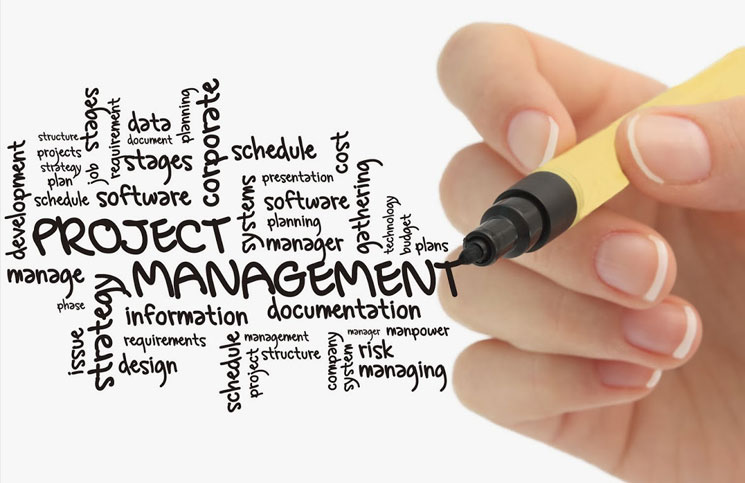 structure
projects
strategy
plan
schedule
development
job
stages
requirement
data
document
stages
planning
corporate
software
schedule
presentation
software
planning
manager
systems
cost
gathering
technology
budget
plans
PROJECT
MANAGEMENT
manage
phase
strategy
issue
information
documentation
requirements
design
schedule
project
management
structure
company
system
manager
manpower
risk
managing